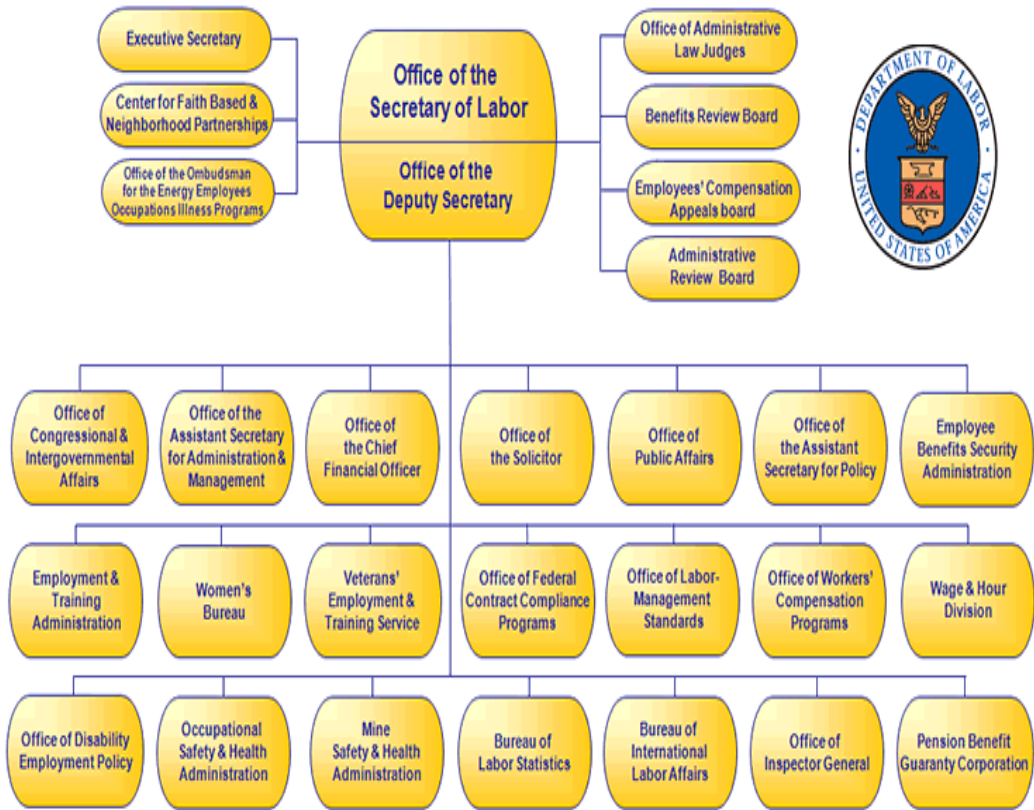 Executive Secretary
Center for Faith Based &
Neighborhood Partnerships
Office of the Ombudsman
for the Energy Employees
Occupations Illness Programs
Office of the
Secretary of Labor
Office of the
Deputy Secretary
Office of Administrative
Law Judges
Benefits Review Board
Employees' Compensation
Appeals board
Administrative
Review Board
DEPARTMENT OF LABOR
UNITED STATES OF AMERICA
Office of
Congressional &
Intergovernmental
Affairs
Office of the
Assistant Secretary
for Administration &
Management
Office of
the Chief
Financial Officer
Office of
the Solicitor
Office of
Public Affairs
Office of
the Assistant
Secretary for Policy
Employee
Benefits Security
Administration
Employment &
Training
Administration
Women's
Bureau
Veterans'
Employment &
Training Service
Office of Federal
Contract Compliance
Programs
Office of Labor-
Management
Standards
Office of Workers'
Compensation
Programs
Wage & Hour
Division
Office of Disability
Employment Policy
Occupational
Safety & Health
Administration
Mine
Safety & Health
Administration
Bureau of
Labor Statistics
Bureau of
International
Labor Affairs
Office of
Inspector General
Pension Benefit
Guaranty Corporation